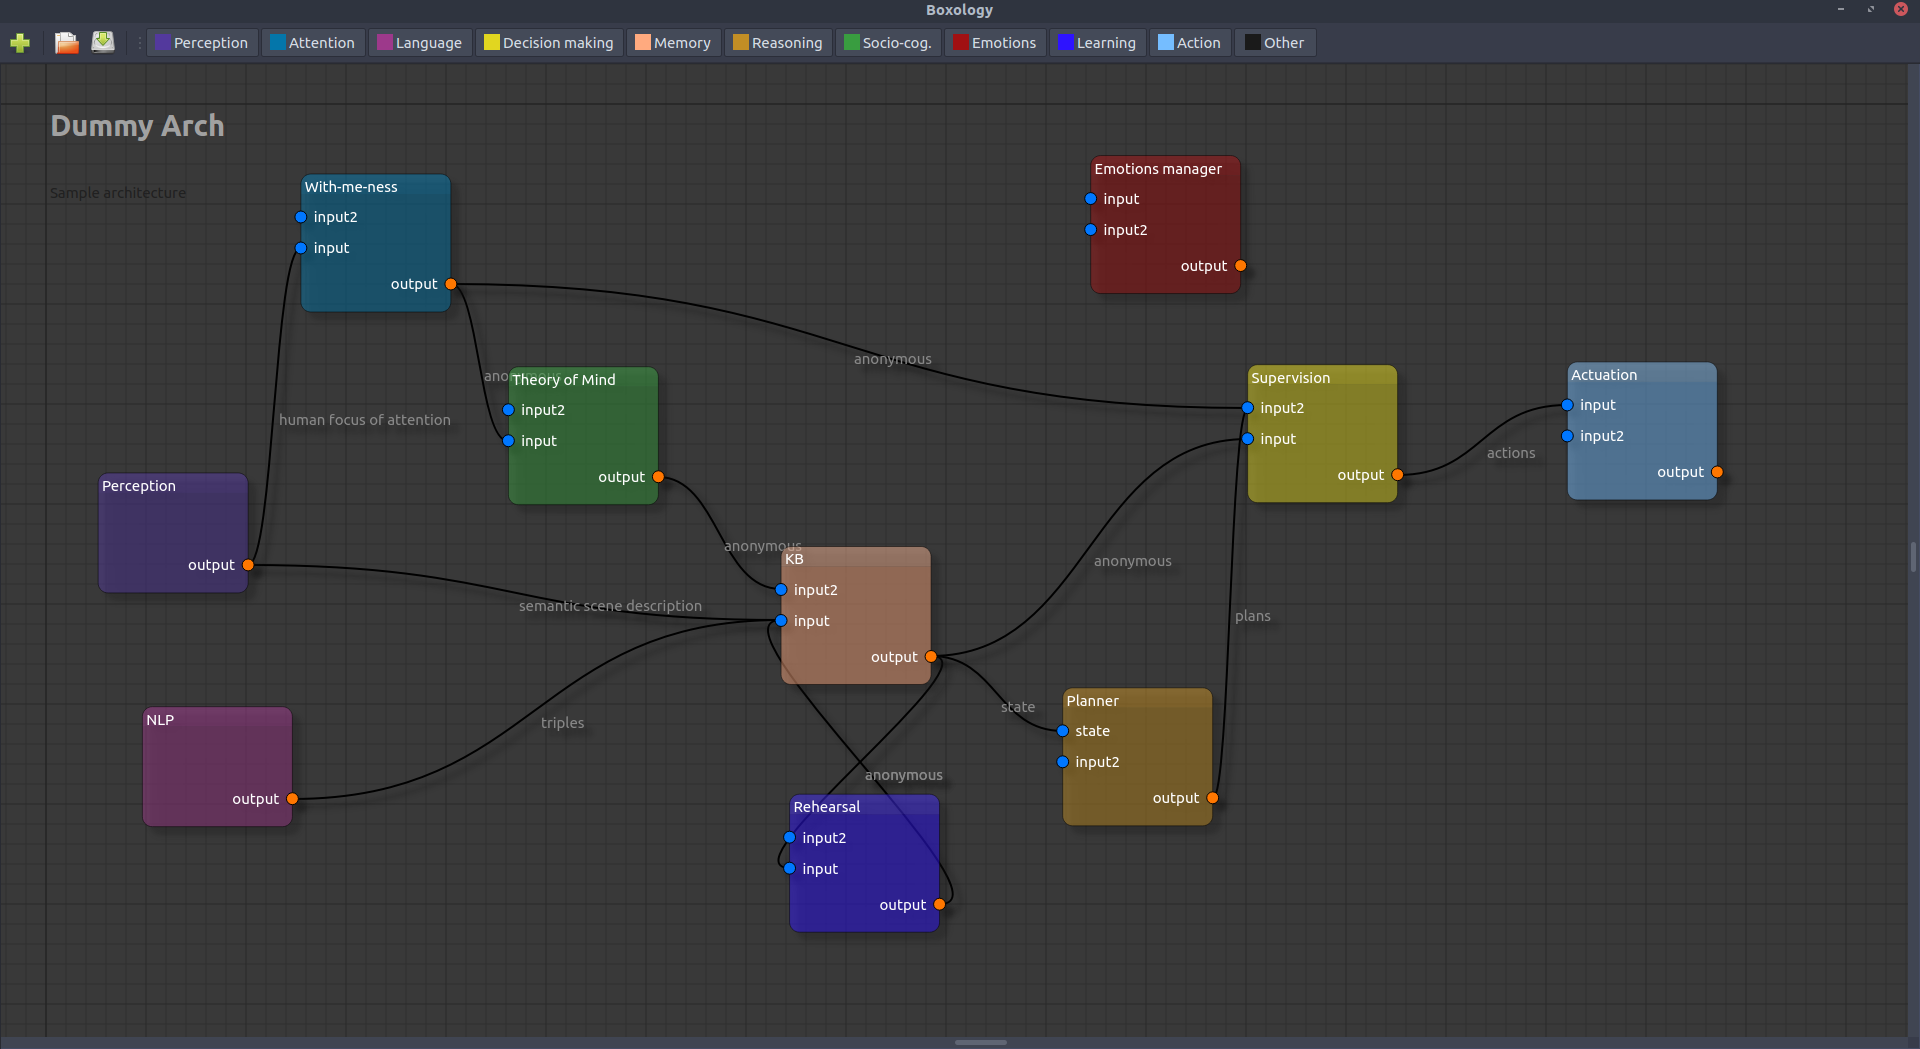 Boxology
Perception Attention Language Decision making Memory Reasoning Socio-cog. Emotions Learning Action Other
Dummy Arch
Sample architecture
With-me-ness
input2
input
output
Emotions manager
input
input2
output
anonymous
anonymous
Theory of Mind
input2
input
output
human focus of attention
Supervision
input2
input
output
actions
Actuation
input
input2
output
Perception
output
anonymous
semantic scene description
KB
input2
input
output
anonymous
plans
NLP
output
triples
state
Planner
state
input2
output
anonymous
Rehearsal
input2
input
output